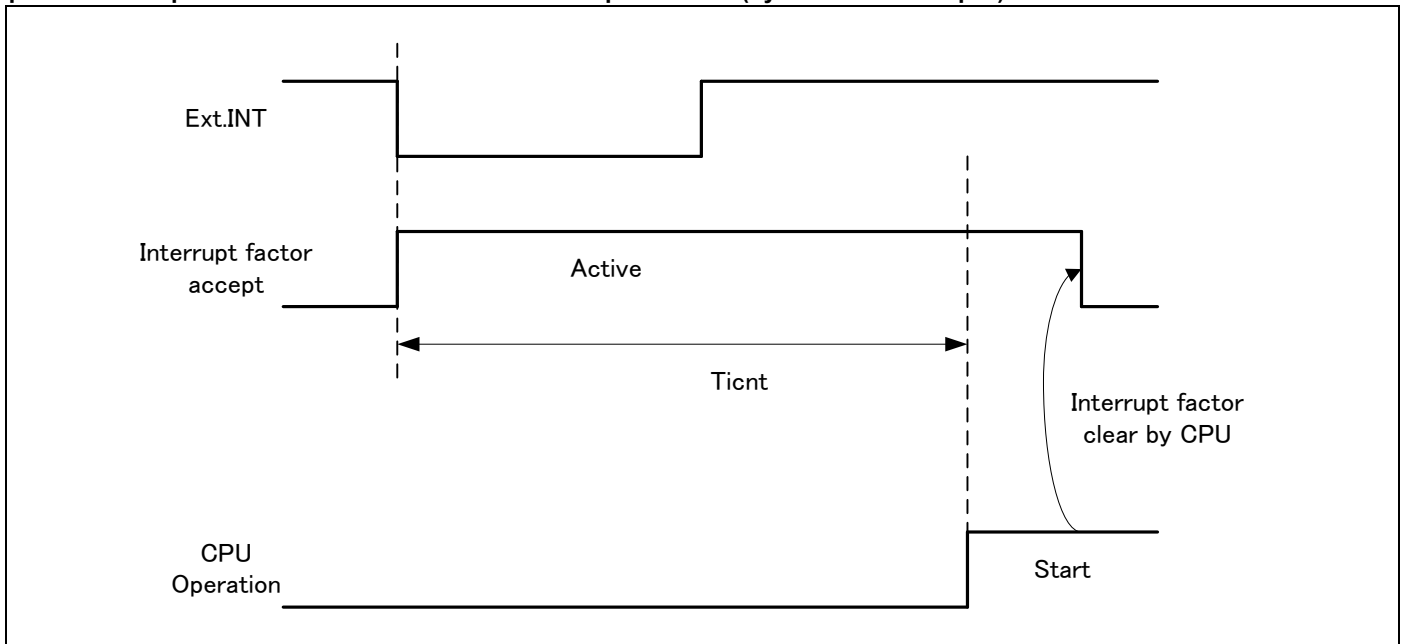 Ext.INT
Interrupt factor
accept
Active
Ticnt
Interrupt factor
clear by CPU
CPU
Operation
Start